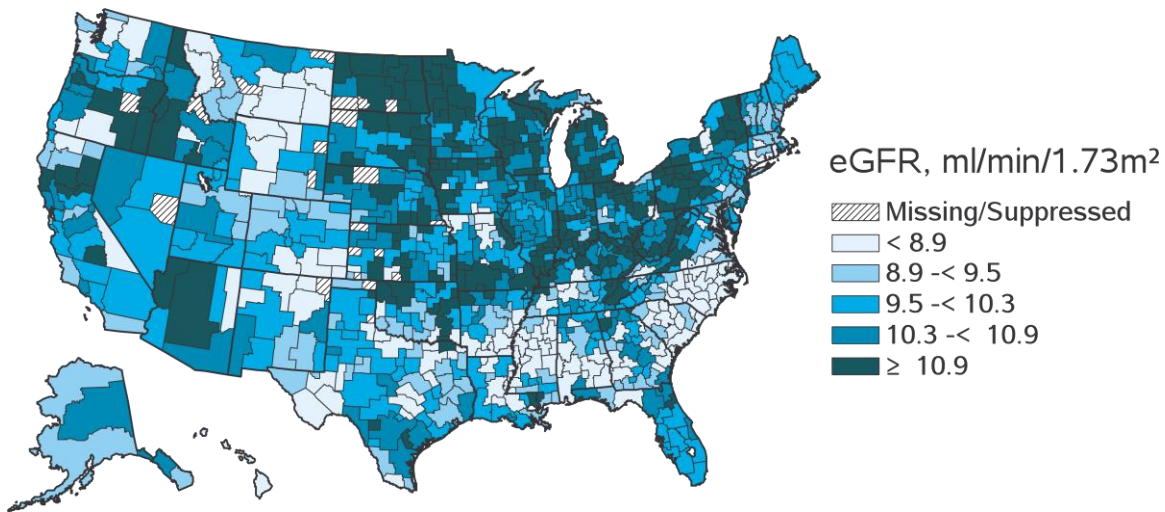 eGFR, ml/min/1.73m²
Missing/Suppressed
< 8.9
8.9 -< 9.5
9.5 -< 10.3
10.3 -<  10.9
≥  10.9